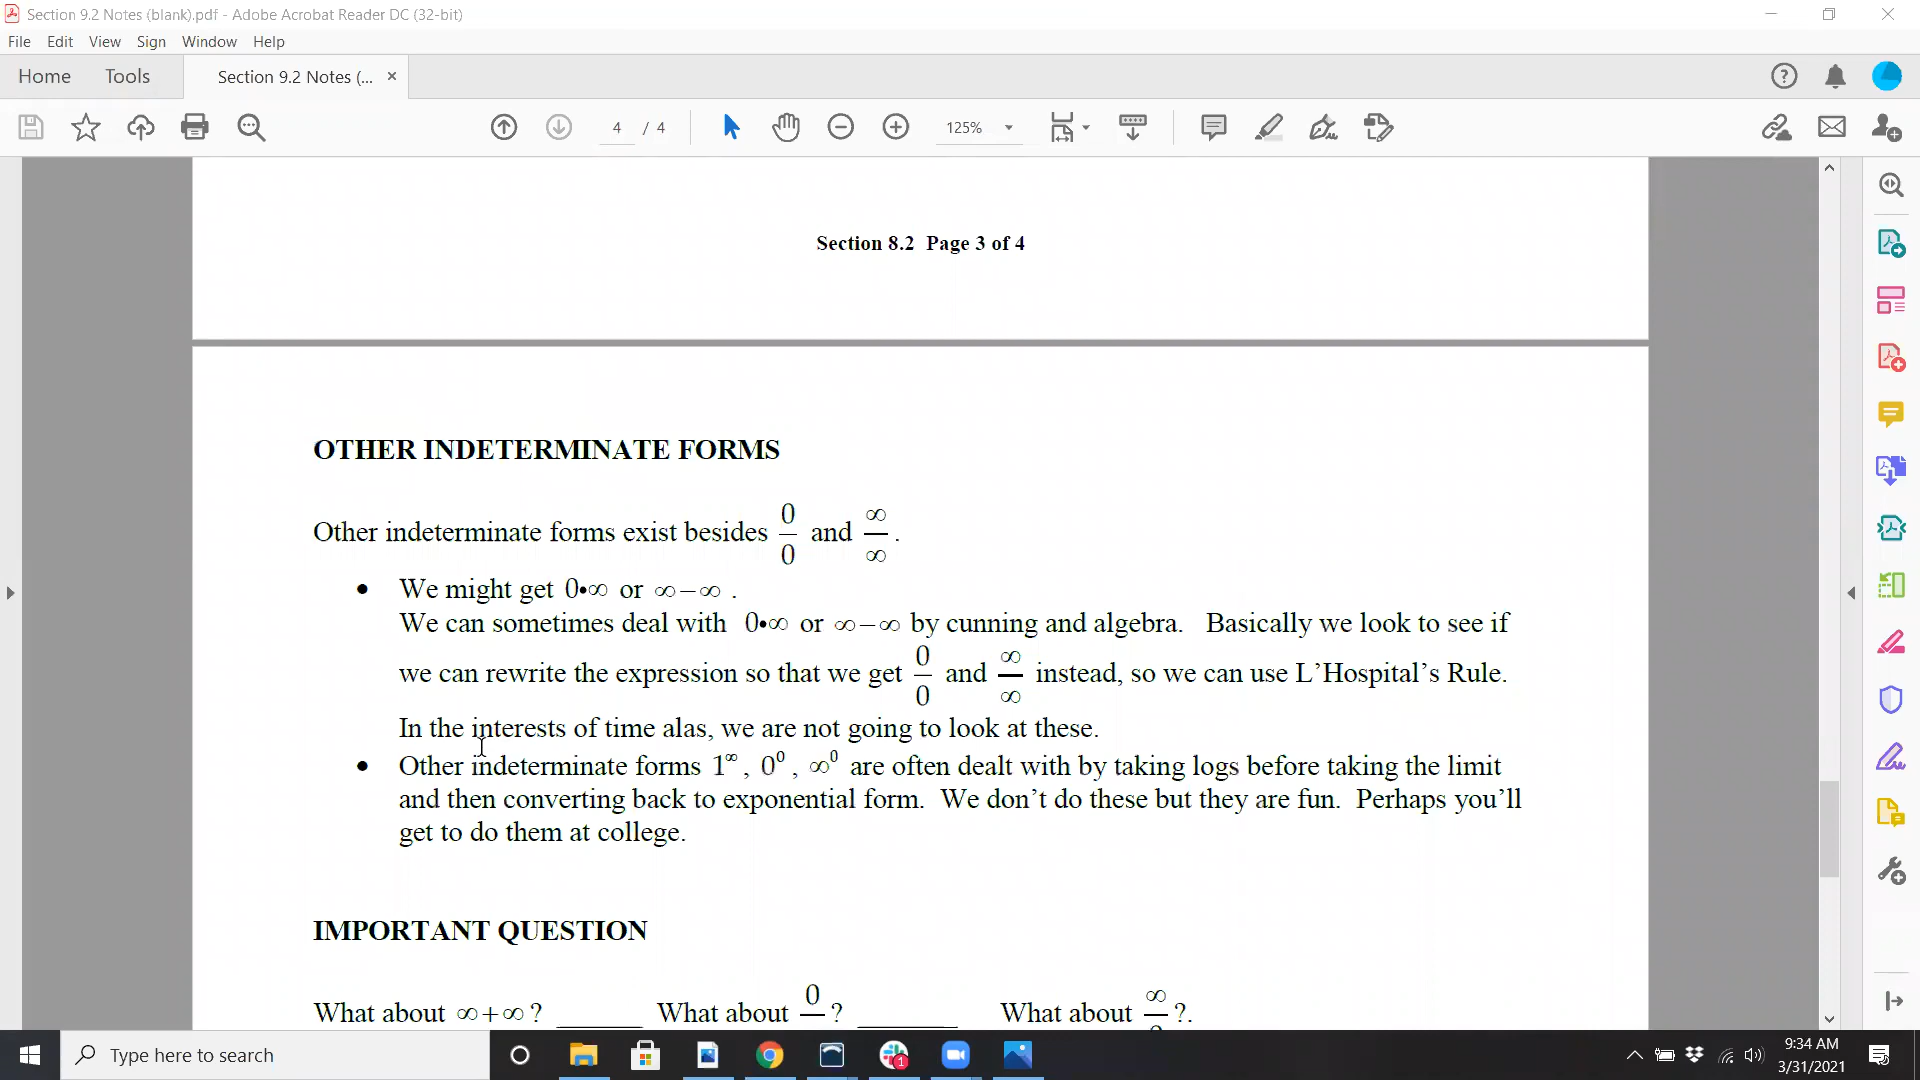 Section 9.2 Notes (blank).pdf - Adobe Acrobat Reader DC (32-bit)
File Edit View Sign Window Help
Home Tools Section 9.2 Notes (... ×
4 / 4 125%
Section 8.2 Page 3 of 4
OTHER INDETERMINATE FORMS
Other indeterminate forms exist besides 0/0 and ∞/∞.
• We might get 0•∞ or ∞−∞ .
We can sometimes deal with 0•∞ or ∞−∞ by cunning and algebra. Basically we look to see if
we can rewrite the expression so that we get 0/0 and ∞/∞ instead, so we can use L’Hospital’s Rule.
In the interests of time alas, we are not going to look at these.
• Other indeterminate forms 1^∞ , 0^0 , ∞^0 are often dealt with by taking logs before taking the limit
and then converting back to exponential form. We don’t do these but they are fun. Perhaps you’ll
get to do them at college.
IMPORTANT QUESTION
What about ∞+∞ ? ______ What about 0/ ? _______ What about ∞/ ?.
Type here to search
1
9:34 AM
3/31/2021